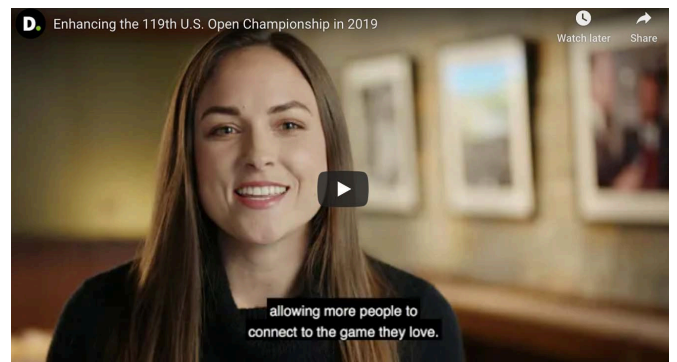 D.
Enhancing the 119th U.S. Open Championship in 2019
Watch later
Share
allowing more people to
connect to the game they love.